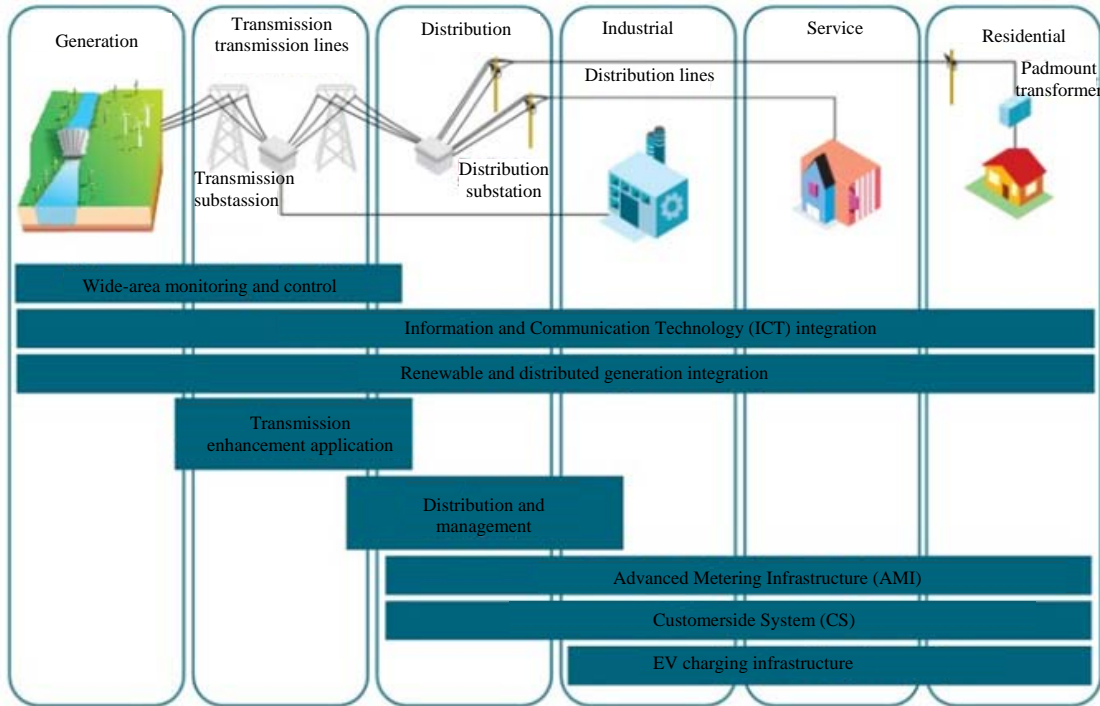 Generation
Transmission
transmission lines
Distribution
Industrial
Service
Residential
Distribution lines
Padmount
transformer
Transmission
substassion
Distribution
substation
Wide-area monitoring and control
Information and Communication Technology (ICT) integration
Renewable and distributed generation integration
Transmission
enhancement application
Distribution and
management
Advanced Metering Infrastructure (AMI)
Customerside System (CS)
EV charging infrastructure